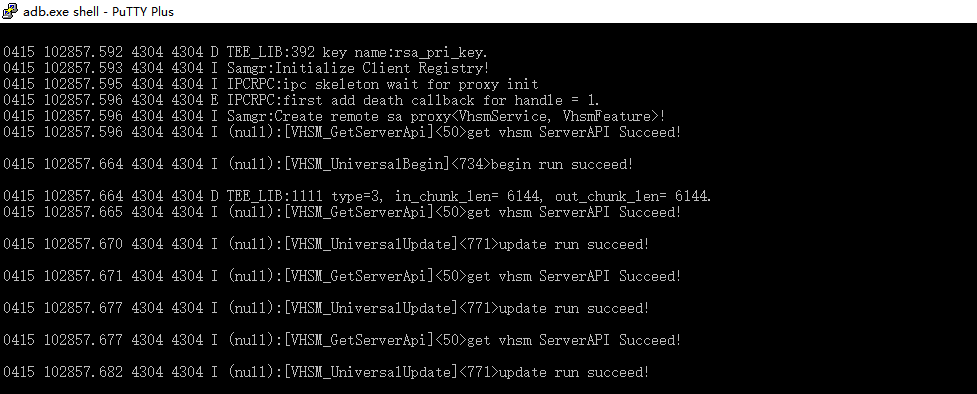 adb.exe shell - PuTTY Plus
0415 102857.592 4304 4304 D TEE_LIB:392 key name:rsa_pri_key.
0415 102857.593 4304 4304 I Samgr:Initialize Client Registry!
0415 102857.595 4304 4304 I IPCRPC:ipc skeleton wait for proxy init
0415 102857.596 4304 4304 E IPCRPC:first add death callback for handle = 1.
0415 102857.596 4304 4304 I Samgr:Create remote sa proxy<VhsmService, VhsmFeature>!
0415 102857.596 4304 4304 I (null):[VHSM_GetServerApi]<50>get vhsm ServerAPI Succeed!
0415 102857.664 4304 4304 I (null):[VHSM_UniversalBegin]<734>begin run succeed!
0415 102857.664 4304 4304 D TEE_LIB:1111 type=3, in_chunk_len= 6144, out_chunk_len= 6144.
0415 102857.665 4304 4304 I (null):[VHSM_GetServerApi]<50>get vhsm ServerAPI Succeed!
0415 102857.670 4304 4304 I (null):[VHSM_UniversalUpdate]<771>update run succeed!
0415 102857.671 4304 4304 I (null):[VHSM_GetServerApi]<50>get vhsm ServerAPI Succeed!
0415 102857.677 4304 4304 I (null):[VHSM_UniversalUpdate]<771>update run succeed!
0415 102857.677 4304 4304 I (null):[VHSM_GetServerApi]<50>get vhsm ServerAPI Succeed!
0415 102857.682 4304 4304 I (null):[VHSM_UniversalUpdate]<771>update run succeed!